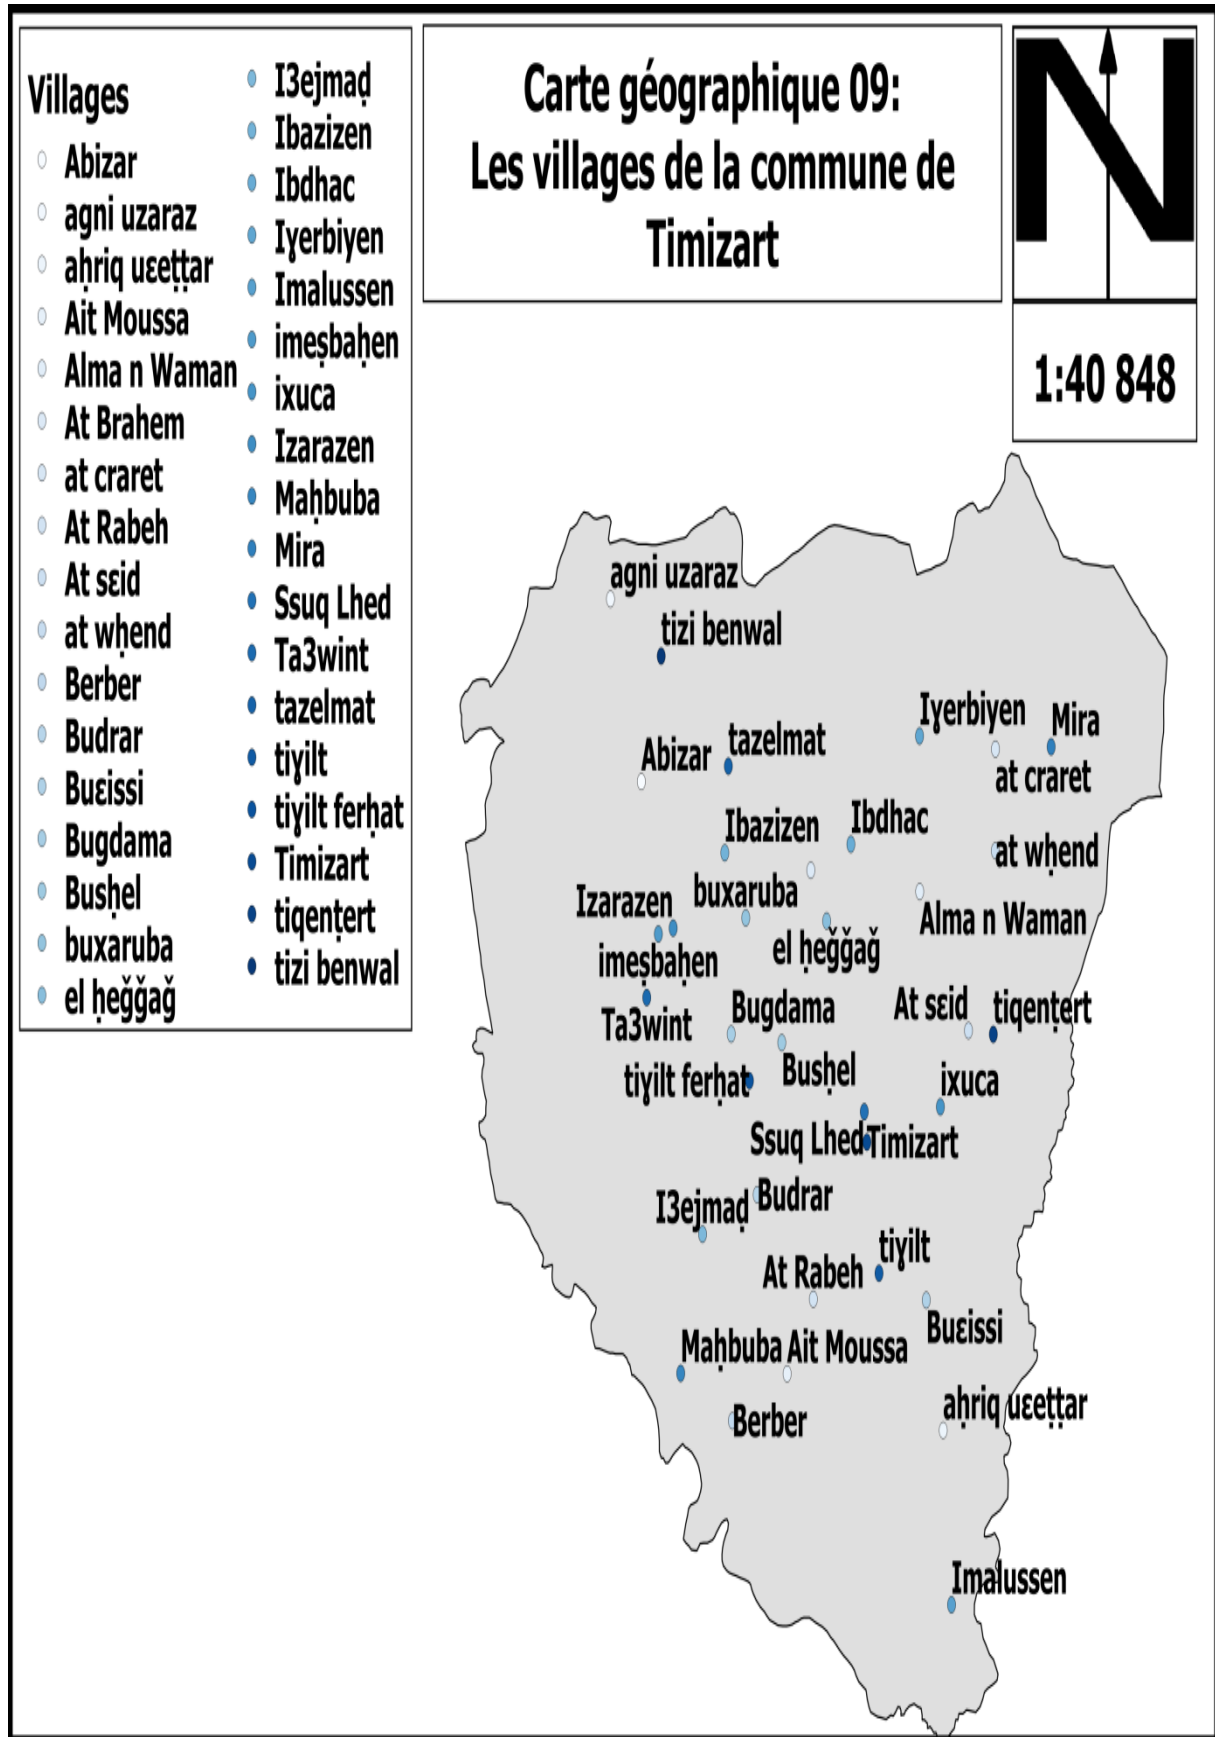 Villages
Abizar
agni uzaraz
aḥriq uɛeṭṭar
Ait Moussa
Alma n Waman
At Brahem
at craret
At Rabeh
At sɛid
at wḥend
Berber
Budrar
Buɛissi
Bugdama
Busḥel
buxaruba
el ḥeǧǧaǧ
I3ejmaḍ
Ibazizen
Ibdhac
Iɣerbiyen
Imalussen
imeṣbaḥen
ixuca
Izarazen
Maḥbuba
Mira
Ssuq Lhed
Ta3wint
tazelmat
tiɣilt
tiɣilt ferḥat
Timizart
tiqenṭert
tizi benwal
Carte géographique 09:
Les villages de la commune de
Timizart
N
1:40 848
agni uzaraz
tizi benwal
Iɣerbiyen
Mira
Abizar
tazelmat
at craret
Ibazizen
Ibdhac
at wḥend
Izarazen
buxaruba
Alma n Waman
imeṣbaḥen
el ḥeǧǧaǧ
Ta3wint
Bugdama
At sɛid
tiqenṭert
tiɣilt ferḥat
Busḥel
ixuca
Ssuq Lhed
Timizart
I3ejmaḍ
Budrar
At Rabeh
tiɣilt
Buɛissi
Maḥbuba
Ait Moussa
Berber
aḥriq uɛeṭṭar
Imalussen